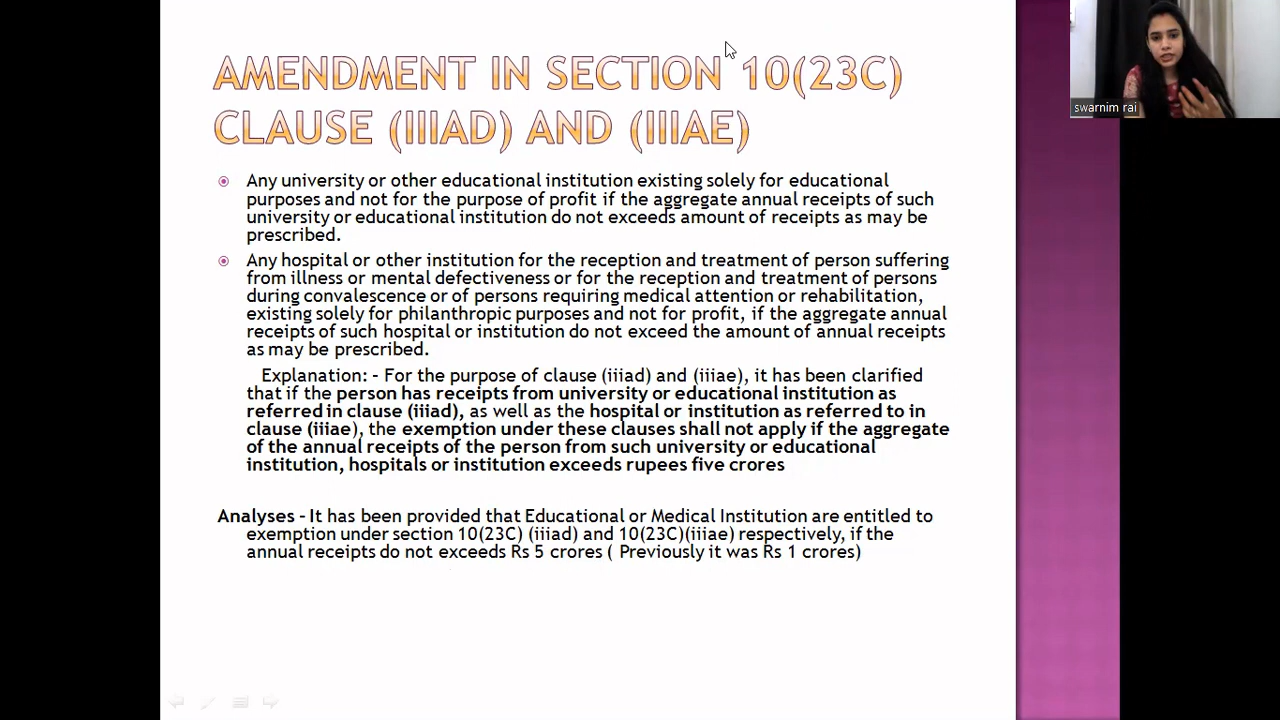 AMENDMENT IN SECTION 10(23C)
CLAUSE (IIIAD) AND (IIIAE)
Any university or other educational institution existing solely for educational
purposes and not for the purpose of profit if the aggregate annual receipts of such
university or educational institution do not exceeds amount of receipts as may be
prescribed.
Any hospital or other institution for the reception and treatment of person suffering
from illness or mental defectiveness or for the reception and treatment of persons
during convalescence or of persons requiring medical attention or rehabilitation,
existing solely for philanthropic purposes and not for profit, if the aggregate annual
receipts of such hospital or institution do not exceed the amount of annual receipts
as may be prescribed.
Explanation: - For the purpose of clause (iiiad) and (iiiae), it has been clarified
that if the person has receipts from university or educational institution as
referred in clause (iiiad), as well as the hospital or institution as referred to in
clause (iiiae), the exemption under these clauses shall not apply if the aggregate
of the annual receipts of the person from such university or educational
institution, hospitals or institution exceeds rupees five crores
Analyses - It has been provided that Educational or Medical Institution are entitled to
exemption under section 10(23C) (iiiad) and 10(23C)(iiiae) respectively, if the
annual receipts do not exceeds Rs 5 crores ( Previously it was Rs 1 crores)
swarnim rai